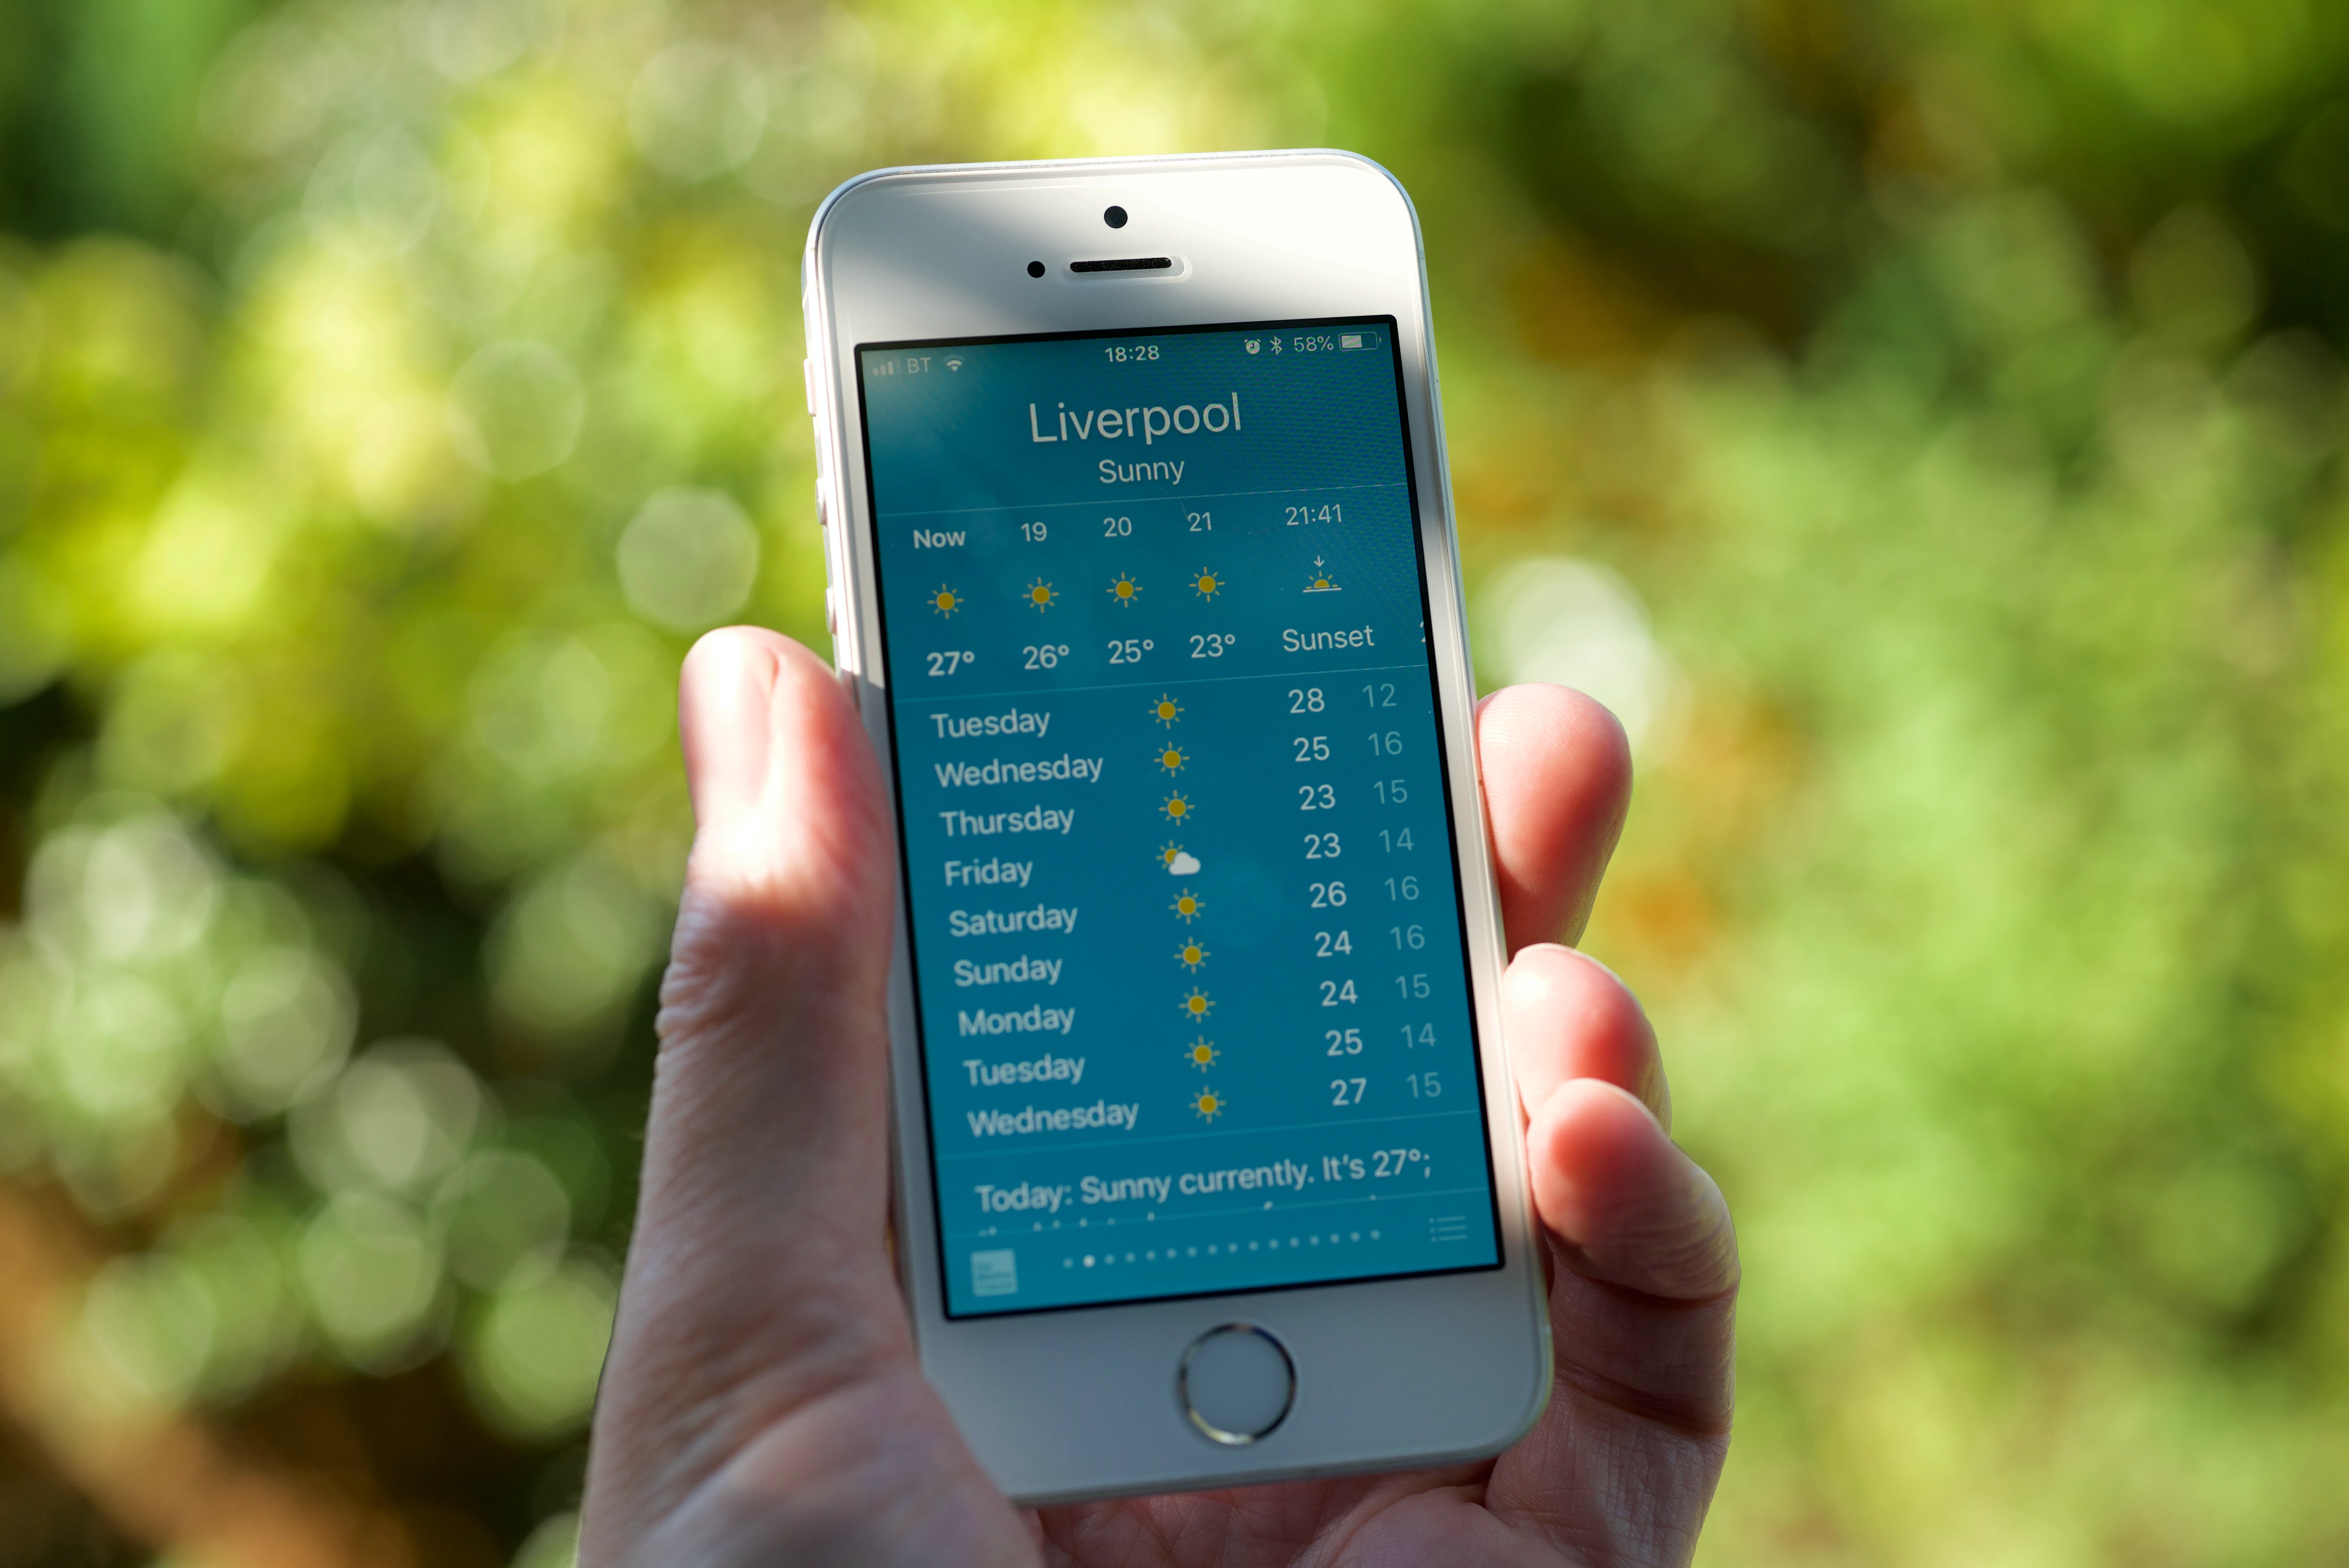 BT 18:28 58%
Liverpool
Sunny
Now 19 20 21 21:41
27° 26° 25° 23° Sunset
Tuesday 28 12
Wednesday 25 16
Thursday 23 15
Friday 23 14
Saturday 26 16
Sunday 24 16
Monday 24 15
Tuesday 25 14
Wednesday 27 15
Today: Sunny currently. It's 27°;